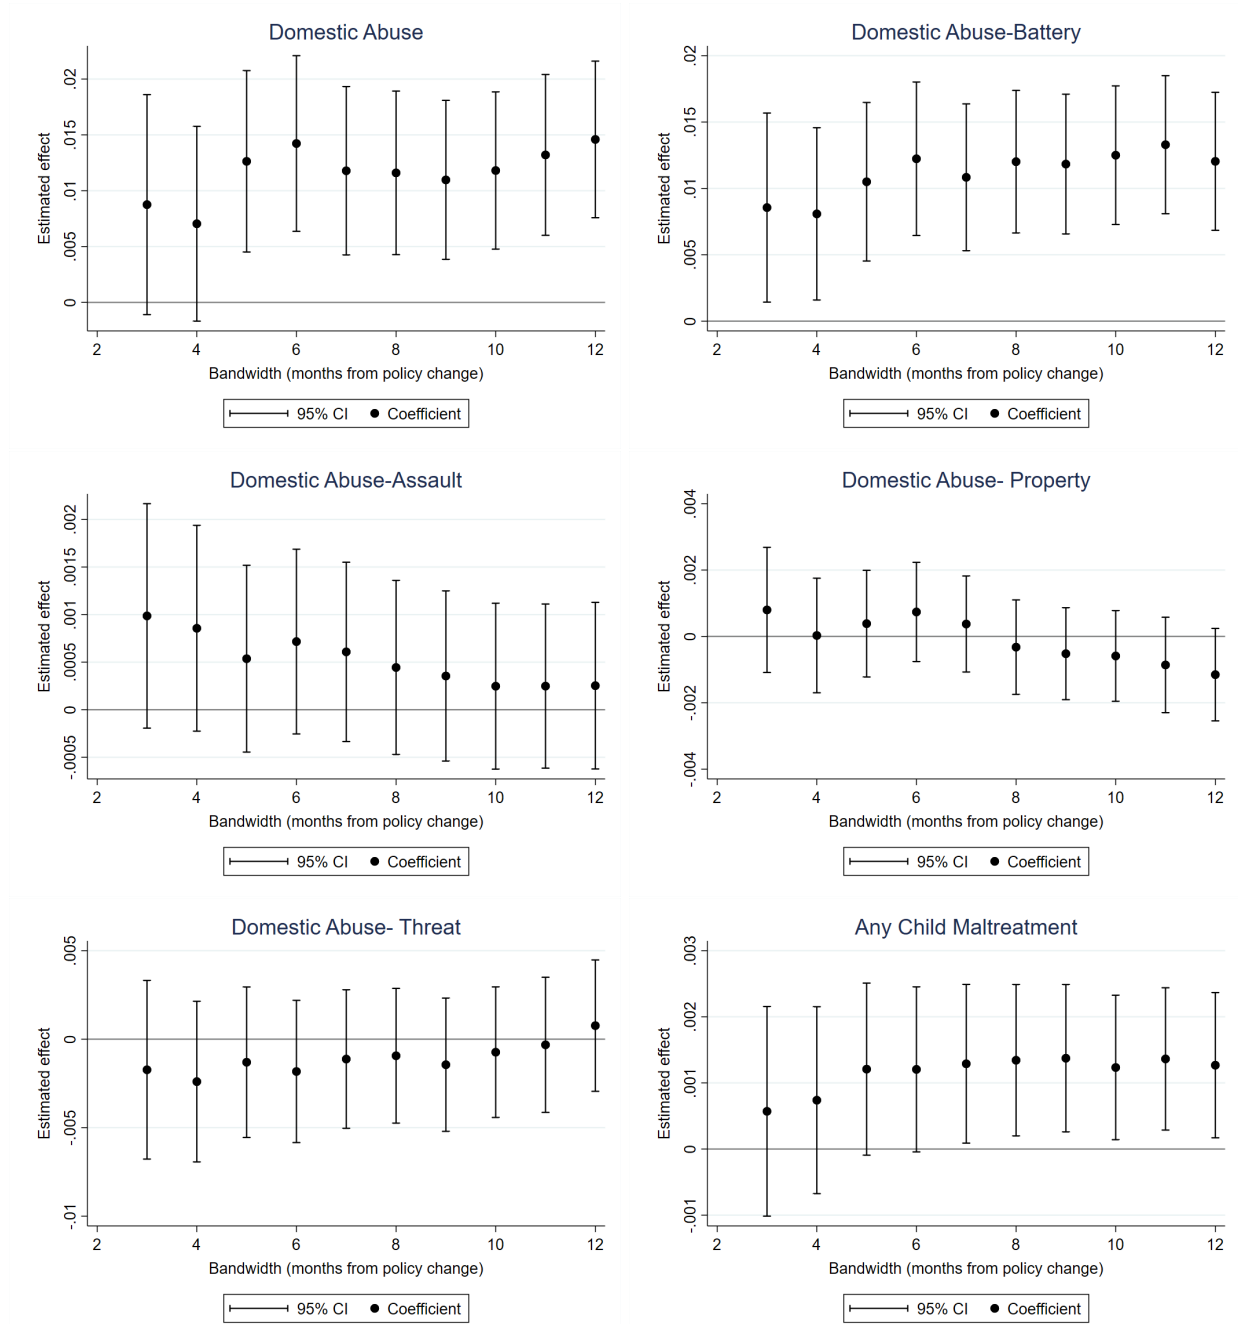 Domestic Abuse
Estimated effect
.02
.015
.01
.005
0
2 4 6 8 10 12
Bandwidth (months from policy change)
95% CI Coefficient
Domestic Abuse-Battery
Estimated effect
.02
.015
.01
.005
0
2 4 6 8 10 12
Bandwidth (months from policy change)
95% CI Coefficient
Domestic Abuse-Assault
Estimated effect
.002
.0015
.001
.0005
0
-.0005
2 4 6 8 10 12
Bandwidth (months from policy change)
95% CI Coefficient
Domestic Abuse- Property
Estimated effect
.004
.002
0
-.002
-.004
2 4 6 8 10 12
Bandwidth (months from policy change)
95% CI Coefficient
Domestic Abuse- Threat
Estimated effect
.005
0
-.005
-.01
2 4 6 8 10 12
Bandwidth (months from policy change)
95% CI Coefficient
Any Child Maltreatment
Estimated effect
.003
.002
.001
0
-.001
2 4 6 8 10 12
Bandwidth (months from policy change)
95% CI Coefficient